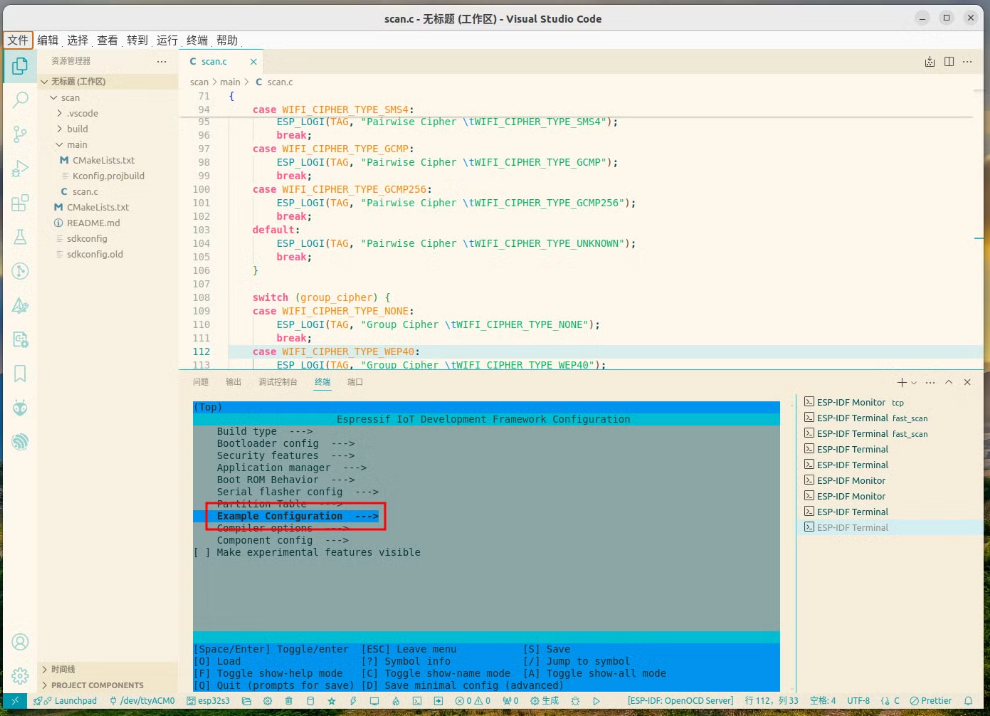 scan.c - 无标题 (工作区) - Visual Studio Code
文件 编辑 选择 查看 转到 运行 终端 帮助
资源管理器 ···
无标题 (工作区)
scan
.vscode
build
main
CMakeLists.txt
Kconfig.projbuild
scan.c
CMakeLists.txt
README.md
sdkconfig
sdkconfig.old
时间线
PROJECT COMPONENTS
C scan.c
scan > main > C scan.c
71 {
94 case WIFI_CIPHER_TYPE_SMS4:
95 ESP_LOGI(TAG, "Pairwise Cipher \tWIFI_CIPHER_TYPE_SMS4");
96 break;
97 case WIFI_CIPHER_TYPE_GCMP:
98 ESP_LOGI(TAG, "Pairwise Cipher \tWIFI_CIPHER_TYPE_GCMP");
99 break;
100 case WIFI_CIPHER_TYPE_GCMP256:
101 ESP_LOGI(TAG, "Pairwise Cipher \tWIFI_CIPHER_TYPE_GCMP256");
102 break;
103 default:
104 ESP_LOGI(TAG, "Pairwise Cipher \tWIFI_CIPHER_TYPE_UNKNOWN");
105 break;
106 }
107
108 switch (group_cipher) {
109 case WIFI_CIPHER_TYPE_NONE:
110 ESP_LOGI(TAG, "Group Cipher \tWIFI_CIPHER_TYPE_NONE");
111 break;
112 case WIFI_CIPHER_TYPE_WEP40:
113 ESP_LOGI(TAG, "Group Cipher \tWIFI_CIPHER_TYPE_WEP40");
问题 输出 调试控制台 终端 端口
(Top)
Espressif IoT Development Framework Configuration
Build type --->
Bootloader config --->
Security features --->
Application manager --->
Boot ROM Behavior --->
Serial flasher config --->
Partition Table --->
Example Configuration --->
Compiler options --->
Component config --->
[ ] Make experimental features visible
[Space/Enter] Toggle/enter [ESC] Leave menu [S] Save
[O] Load [?] Symbol info [/] Jump to symbol
[F] Toggle show-help mode [C] Toggle show-name mode [A] Toggle show-all mode
[Q] Quit (prompts for save) [D] Save minimal config (advanced)
ESP-IDF Monitor tcp
ESP-IDF Terminal fast_scan
ESP-IDF Terminal fast_scan
ESP-IDF Terminal
ESP-IDF Terminal
ESP-IDF Monitor
ESP-IDF Monitor
ESP-IDF Terminal
ESP-IDF Terminal
Launchpad /dev/ttyACM0 esp32s3 0 0 0 生成 [ESP-IDF: OpenOCD Server] 行 112，列 33 空格: 4 UTF-8 C Prettier